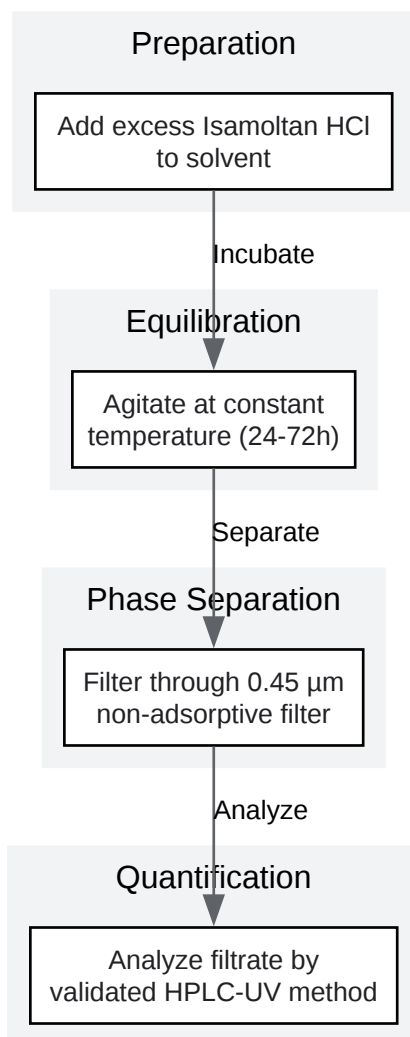 Preparation
Add excess Isamoltan HCl
to solvent
Incubate
Equilibration
Agitate at constant
temperature (24-72h)
Separate
Phase Separation
Filter through 0.45 µm
non-adsorptive filter
Analyze
Quantification
Analyze filtrate by
validated HPLC-UV method